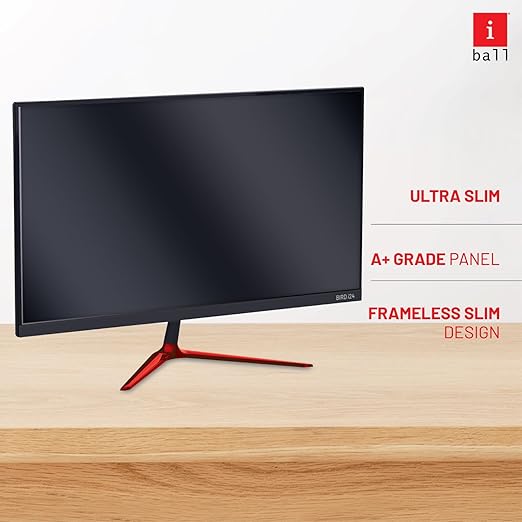 i
ball
ULTRA SLIM
A+ GRADE PANEL
FRAMELESS SLIM
DESIGN
BIRD.i24